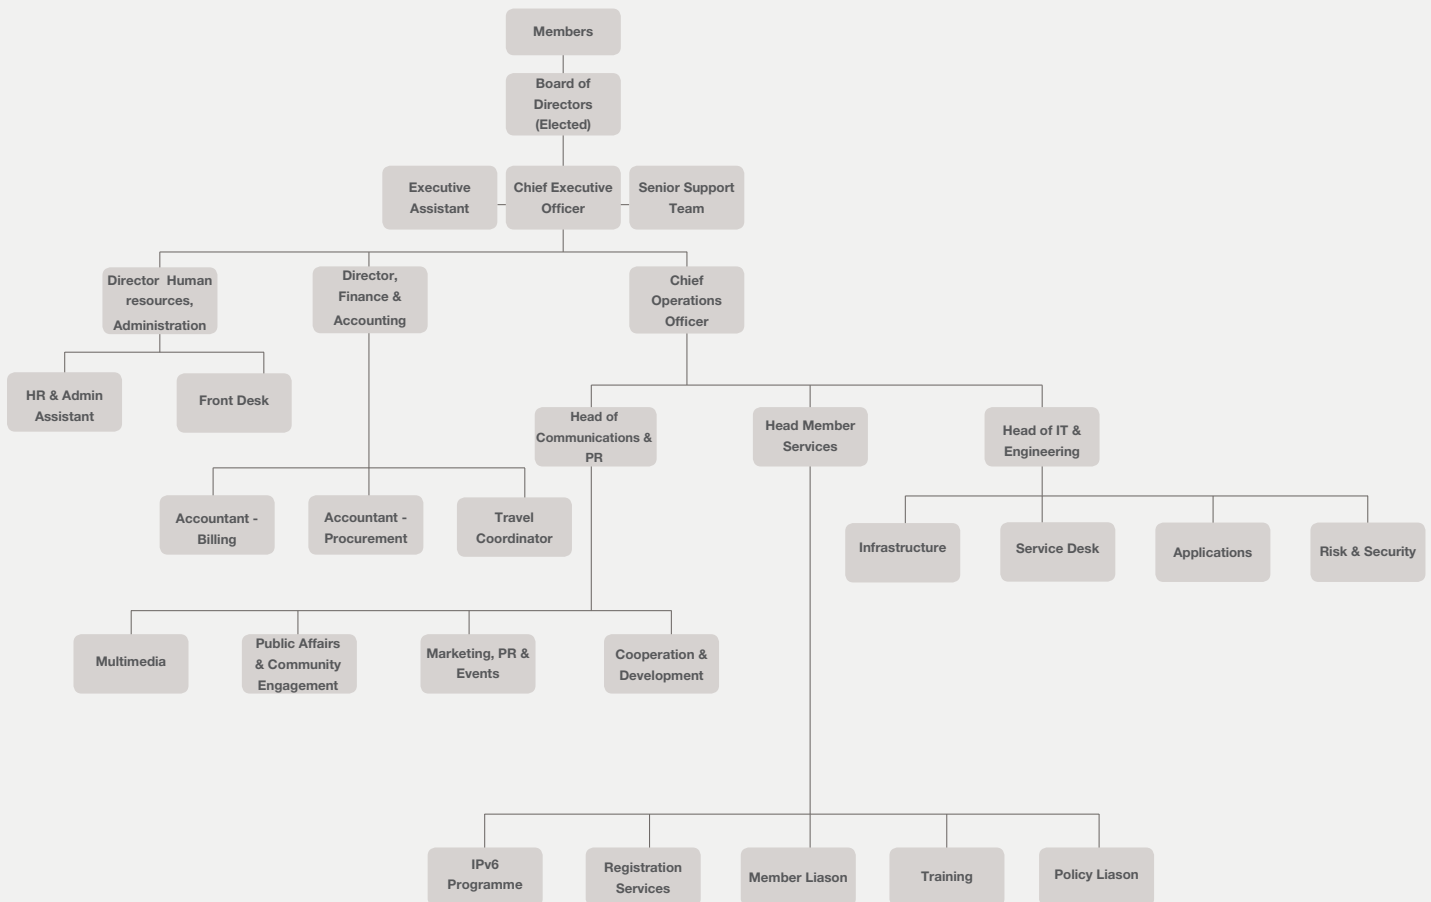 Members
Board of
Directors
(Elected)
Executive
Assistant
Chief Executive
Officer
Senior Support
Team
Director  Human
resources,
Administration
Director,
Finance &
Accounting
Chief
Operations
Officer
HR & Admin
Assistant
Front Desk
Head of
Communications &
PR
Head Member
Services
Head of IT &
Engineering
Accountant -
Billing
Accountant -
Procurement
Travel
Coordinator
Infrastructure
Service Desk
Applications
Risk & Security
Multimedia
Public Affairs
& Community
Engagement
Marketing, PR &
Events
Cooperation &
Development
IPv6
Programme
Registration
Services
Member Liason
Training
Policy Liason